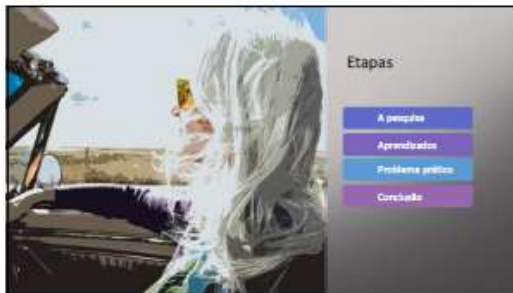 Etapas
A pesquisa
Aprendizados
Problema prático
Conclusão